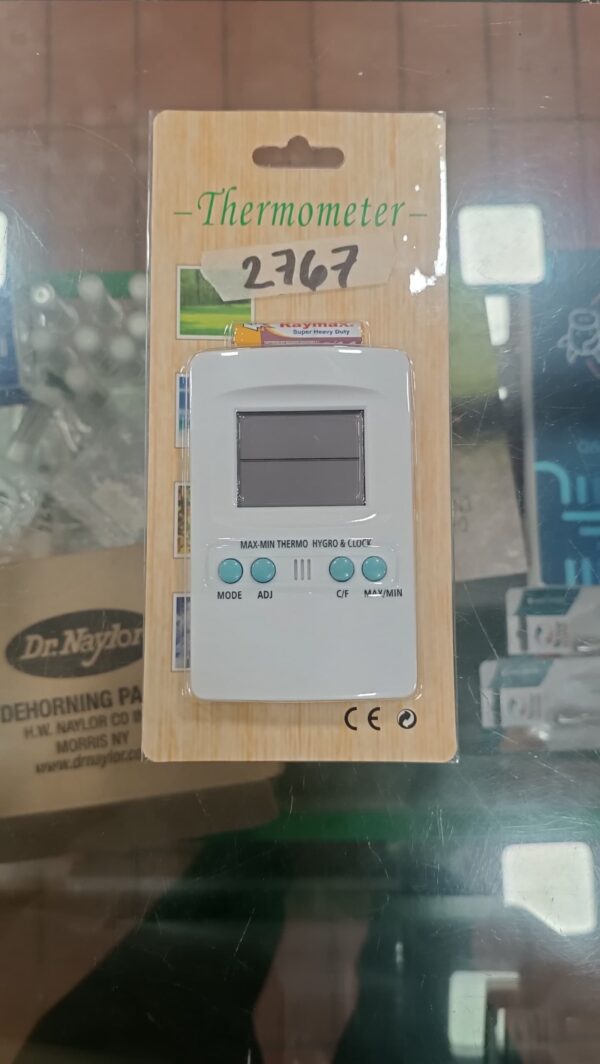 Thermometer
2767
Raymax
Super Heavy Duty
MAX-MIN THERMO HYGRO & CLOCK
MODE ADJ C/F MAX/MIN
CE
Dr. Naylor
DEHORNING PA
H.W. NAYLOR CO IN
MORRIS NY
www.drnaylor.co